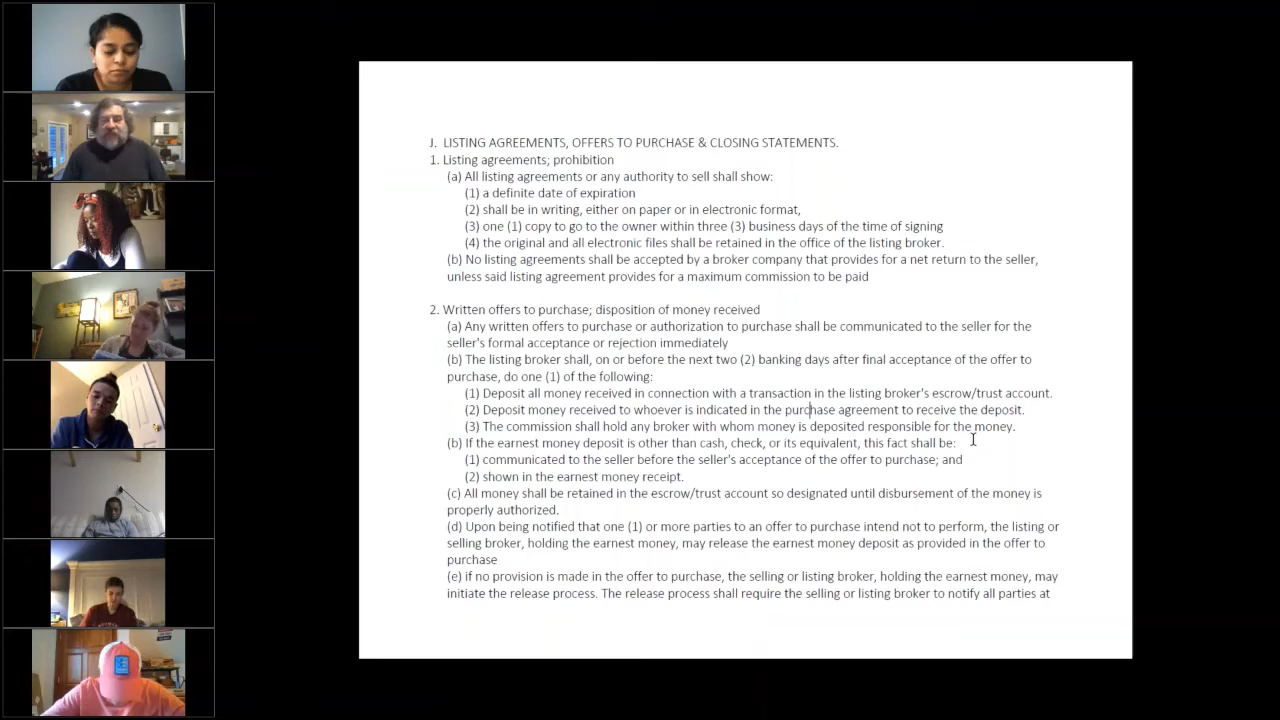 J. LISTING AGREEMENTS, OFFERS TO PURCHASE & CLOSING STATEMENTS.
1. Listing agreements; prohibition
(a) All listing agreements or any authority to sell shall show:
(1) a definite date of expiration
(2) shall be in writing, either on paper or in electronic format,
(3) one (1) copy to go to the owner within three (3) business days of the time of signing
(4) the original and all electronic files shall be retained in the office of the listing broker.
(b) No listing agreements shall be accepted by a broker company that provides for a net return to the seller,
unless said listing agreement provides for a maximum commission to be paid
2. Written offers to purchase; disposition of money received
(a) Any written offers to purchase or authorization to purchase shall be communicated to the seller for the
seller's formal acceptance or rejection immediately
(b) The listing broker shall, on or before the next two (2) banking days after final acceptance of the offer to
purchase, do one (1) of the following:
(1) Deposit all money received in connection with a transaction in the listing broker's escrow/trust account.
(2) Deposit money received to whoever is indicated in the purchase agreement to receive the deposit.
(3) The commission shall hold any broker with whom money is deposited responsible for the money.
(b) If the earnest money deposit is other than cash, check, or its equivalent, this fact shall be:
(1) communicated to the seller before the seller's acceptance of the offer to purchase; and
(2) shown in the earnest money receipt.
(c) All money shall be retained in the escrow/trust account so designated until disbursement of the money is
properly authorized.
(d) Upon being notified that one (1) or more parties to an offer to purchase intend not to perform, the listing or
selling broker, holding the earnest money, may release the earnest money deposit as provided in the offer to
purchase
(e) if no provision is made in the offer to purchase, the selling or listing broker, holding the earnest money, may
initiate the release process. The release process shall require the selling or listing broker to notify all parties at